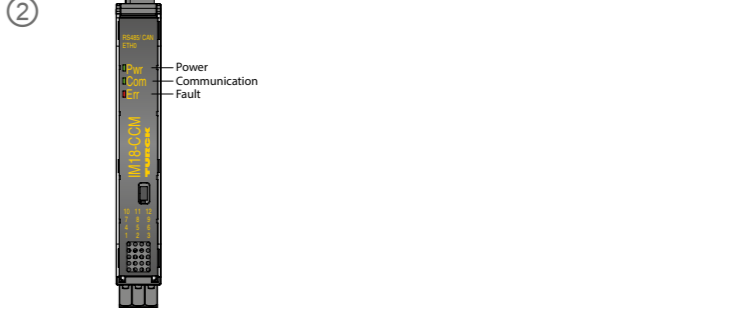 2
RS485/ CAN
ETH0
Pwr Power
Com Communication
Err Fault
IM18-CCM
TURCK
10 11 12
7 8 9
4 5 6
1 2 3